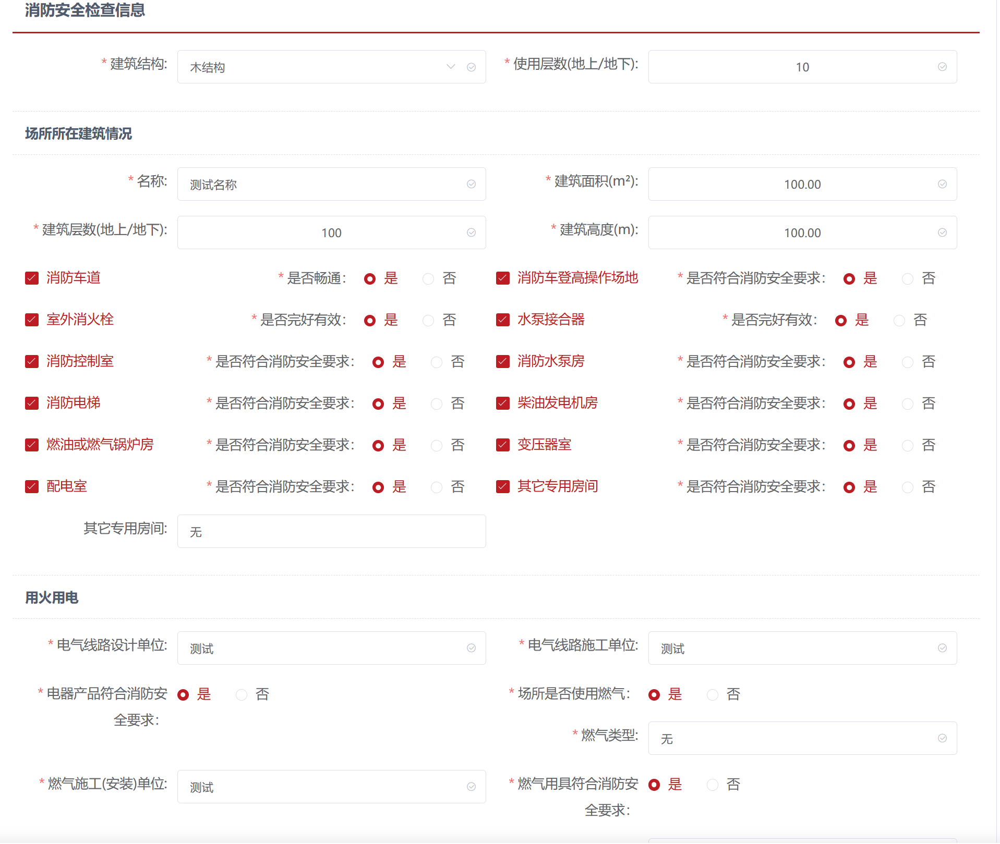 消防安全检查信息
* 建筑结构: 木结构 * 使用层数(地上/地下): 10
场所所在建筑情况
* 名称: 测试名称 * 建筑面积(m²): 100.00
* 建筑层数(地上/地下): 100 * 建筑高度(m): 100.00
消防车道 * 是否畅通： 是 否 消防车登高操作场地 * 是否符合消防安全要求： 是 否
室外消火栓 * 是否完好有效： 是 否 水泵接合器 * 是否完好有效： 是 否
消防控制室 * 是否符合消防安全要求： 是 否 消防水泵房 * 是否符合消防安全要求： 是 否
消防电梯 * 是否符合消防安全要求： 是 否 柴油发电机房 * 是否符合消防安全要求： 是 否
燃油或燃气锅炉房 * 是否符合消防安全要求： 是 否 变压器室 * 是否符合消防安全要求： 是 否
配电室 * 是否符合消防安全要求： 是 否 其它专用房间 * 是否符合消防安全要求： 是 否
其它专用房间: 无
用火用电
* 电气线路设计单位: 测试 * 电气线路施工单位: 测试
* 电器产品符合消防安 是 否 * 场所是否使用燃气： 是 否
全要求：
* 燃气类型: 无
* 燃气施工(安装)单位: 测试 * 燃气用具符合消防安 是 否
全要求：